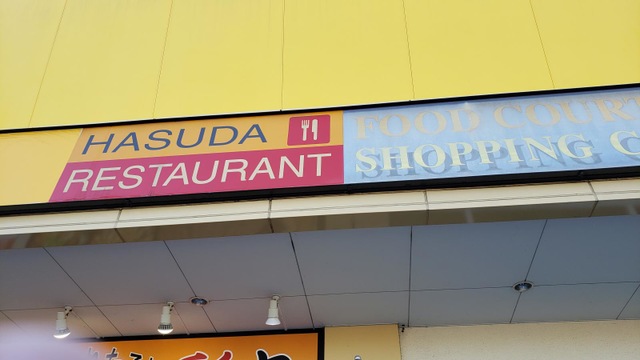 HASUDA
RESTAURANT
FOOD COURT
SHOPPING C